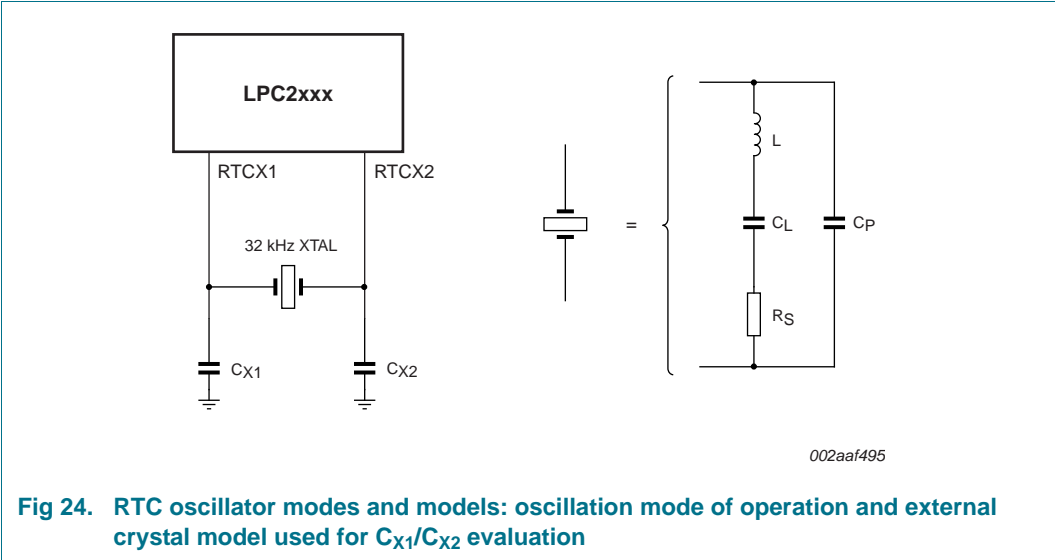 LPC2xxx
RTCX1
RTCX2
32 kHz XTAL
CX1
CX2
=
L
CL
CP
RS
002aaf495
Fig 24. RTC oscillator modes and models: oscillation mode of operation and external
crystal model used for CX1/CX2 evaluation